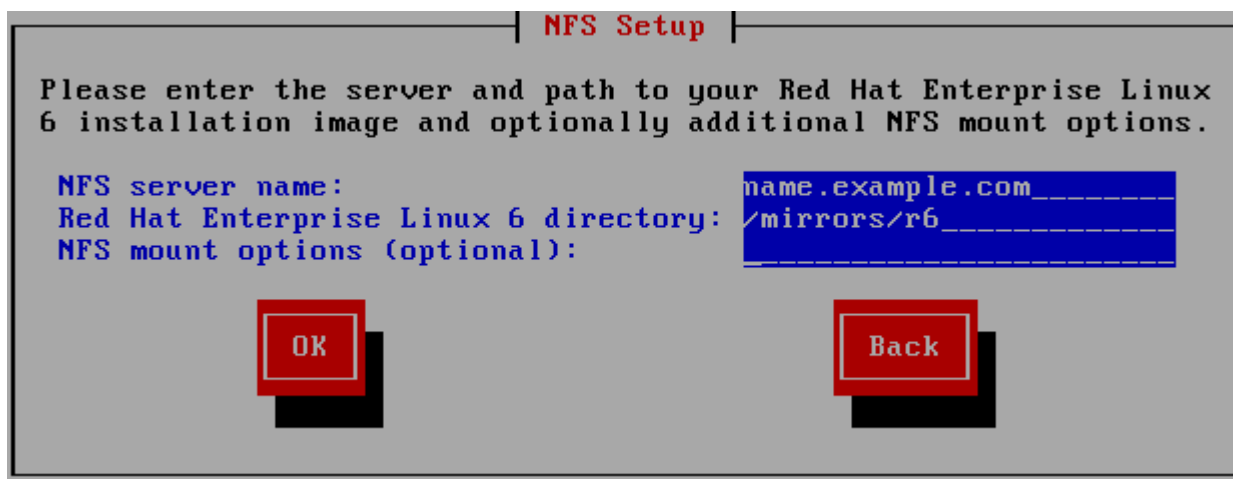 NFS Setup
Please enter the server and path to your Red Hat Enterprise Linux
6 installation image and optionally additional NFS mount options.
NFS server name: name.example.com________
Red Hat Enterprise Linux 6 directory: /mirrors/r6_____________
NFS mount options (optional): ________________________
OK Back